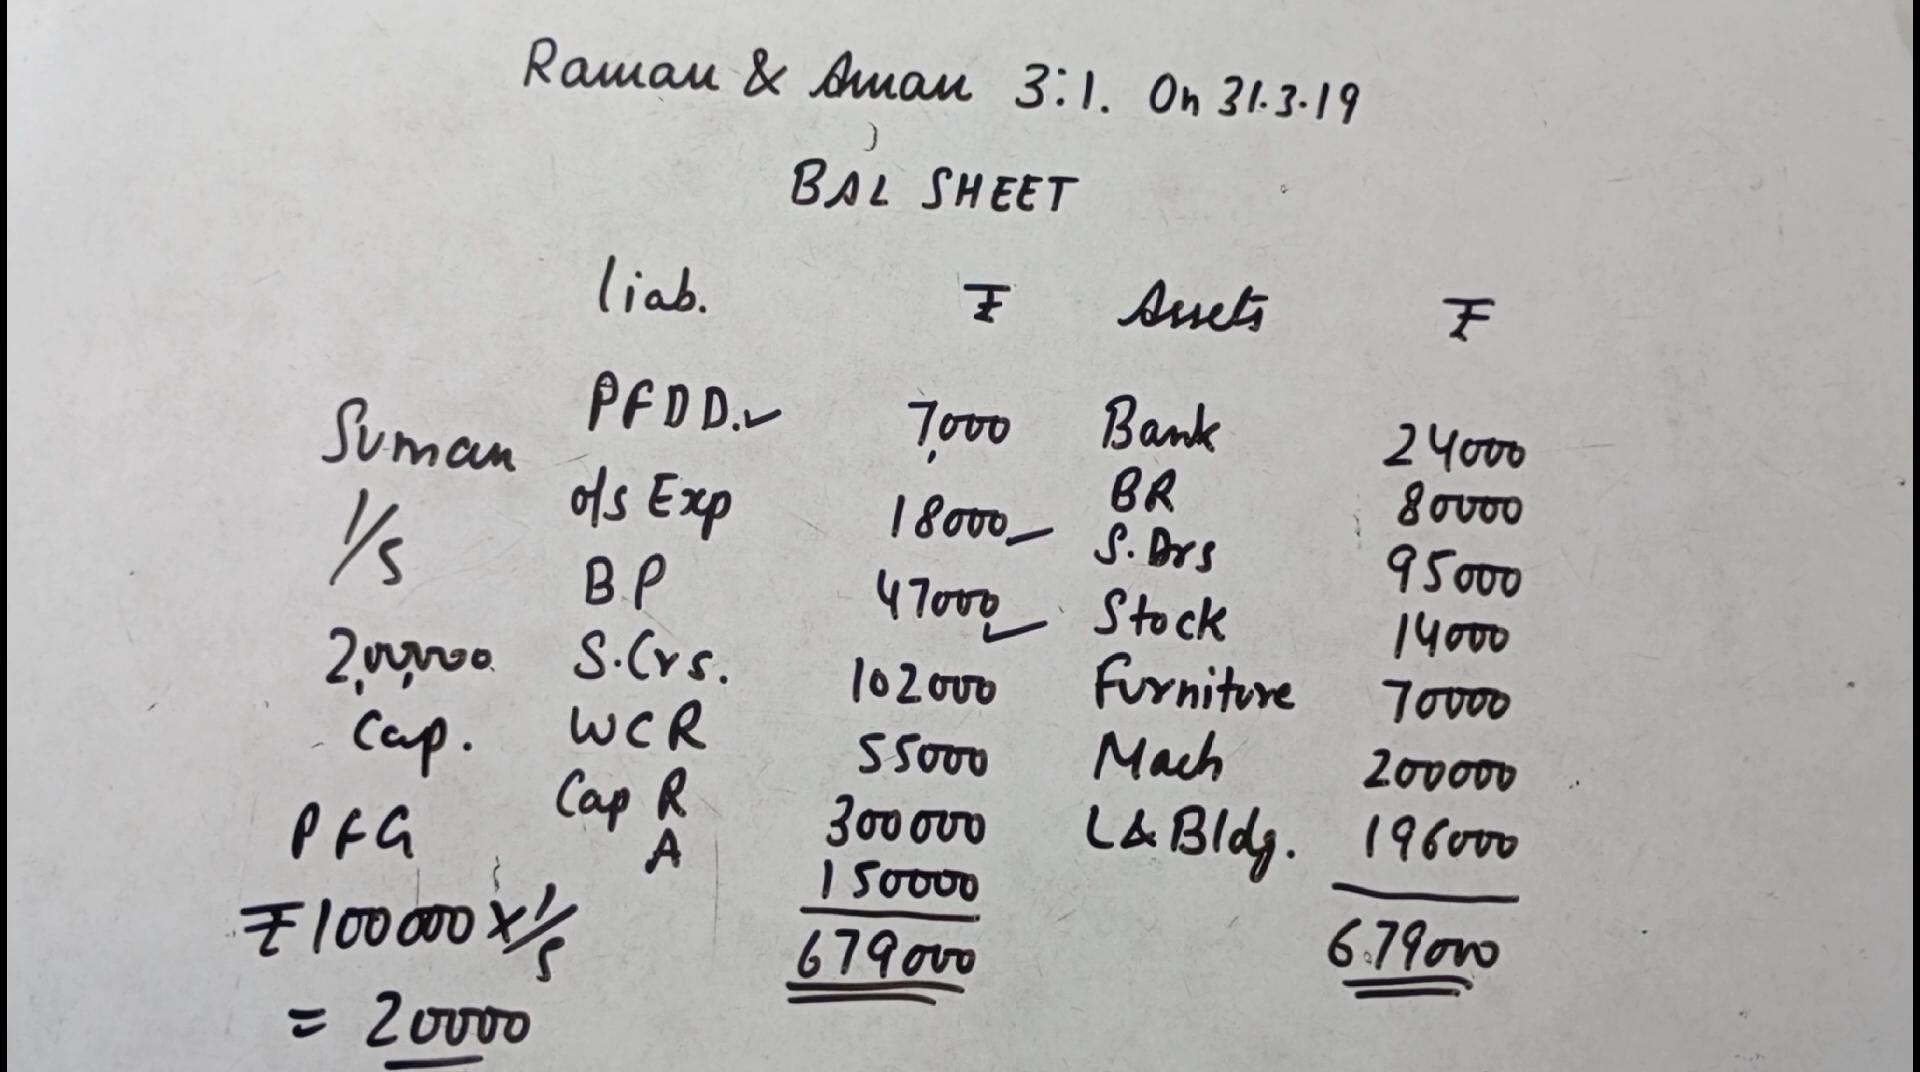 Raman & Aman 3:1. On 31.3.19
BAL SHEET
liab. ₹ Assets ₹
PFDD. 7,000 Bank 24000
o/s Exp 18000 BR 80000
BP 47000 S.Drs 95000
S.Crs. 102000 Stock 14000
WCR 55000 Furniture 70000
Cap R 300000 Mach 200000
A 150000 L& Bldg. 196000
679000 679000
Suman
1/5
2,00,000
Cap.
PFG
₹100000 x 1/5
= 20000